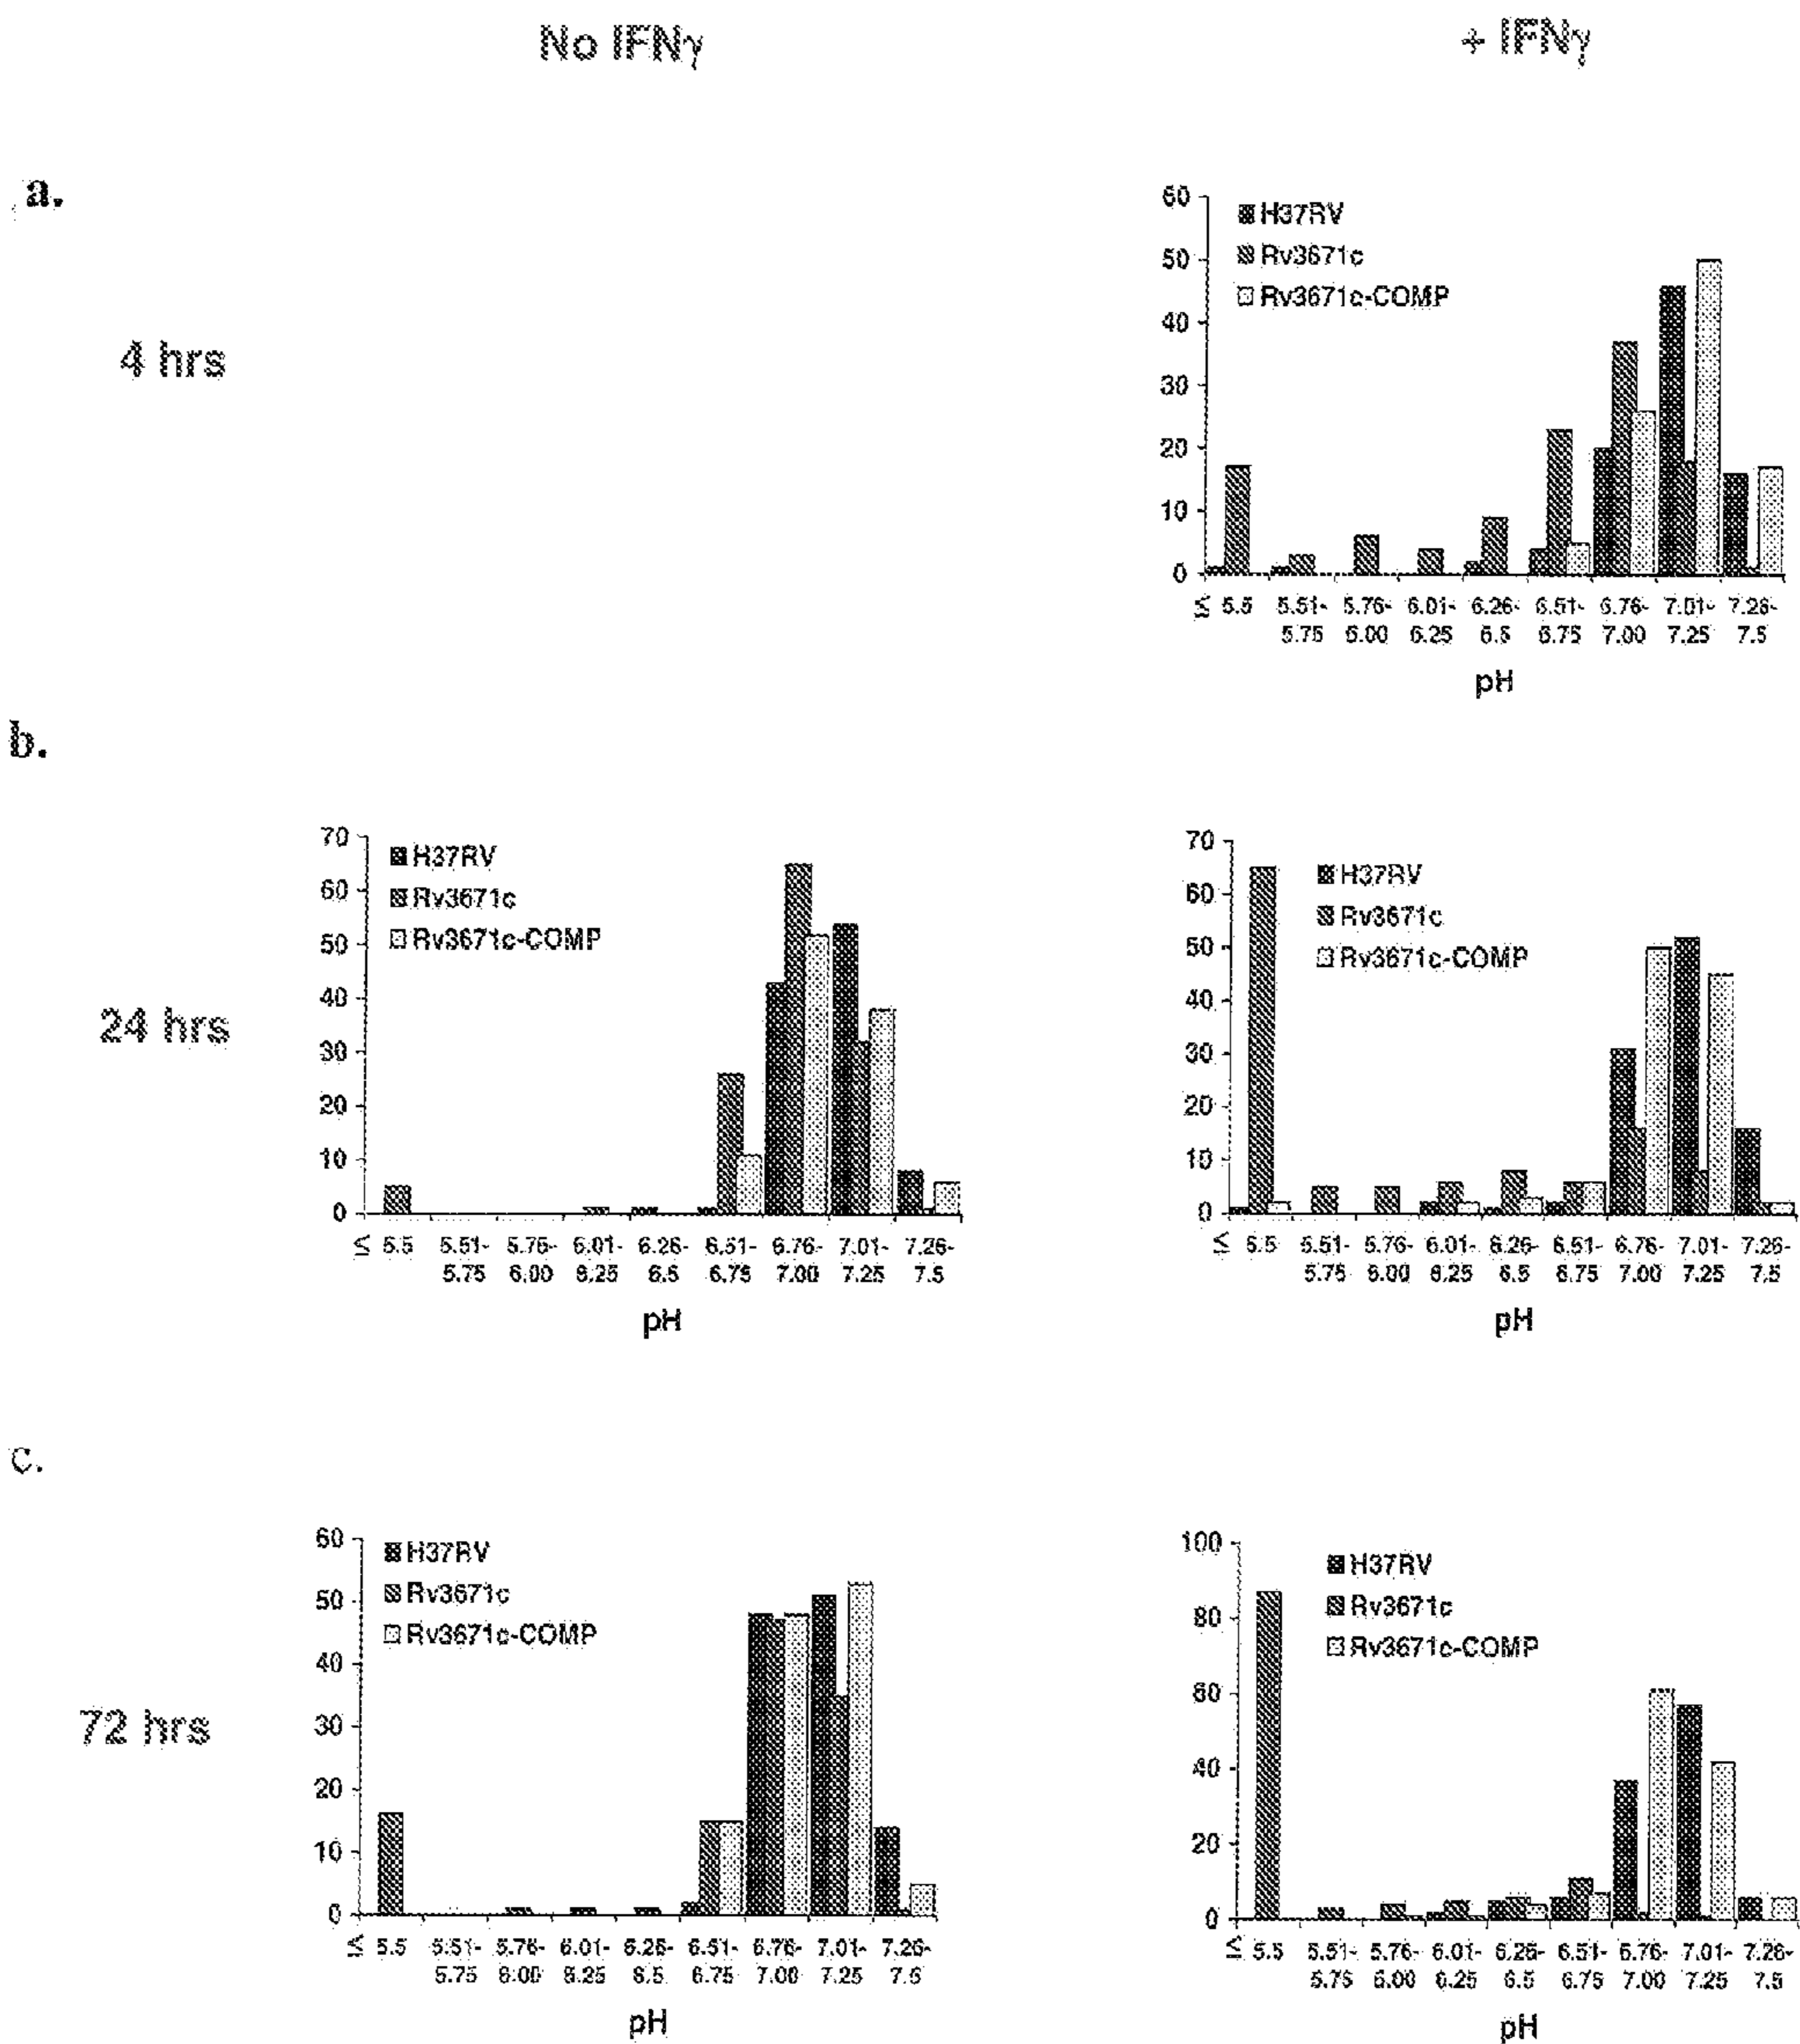 No IFNγ
+ IFNγ
a.
4 hrs
60
50
40
30
20
10
0
H37RV
Rv3671c
Rv3671c-COMP
≤ 5.5 5.51- 5.76- 6.01- 6.26- 6.51- 6.76- 7.01- 7.26-
5.75 6.00 6.25 6.5 6.75 7.00 7.25 7.5
pH
b.
24 hrs
70
60
50
40
30
20
10
0
H37RV
Rv3671c
Rv3671c-COMP
≤ 5.5 5.51- 5.76- 6.01- 6.26- 6.51- 6.76- 7.01- 7.26-
5.75 6.00 6.25 6.5 6.75 7.00 7.25 7.5
pH
70
60
50
40
30
20
10
0
H37RV
Rv3671c
Rv3671c-COMP
≤ 5.5 5.51- 5.76- 6.01- 6.26- 6.51- 6.76- 7.01- 7.26-
5.75 6.00 6.25 6.5 6.75 7.00 7.25 7.5
pH
c.
72 hrs
60
50
40
30
20
10
0
H37RV
Rv3671c
Rv3671c-COMP
≤ 5.5 5.51- 5.76- 6.01- 6.26- 6.51- 6.76- 7.01- 7.26-
5.75 6.00 6.25 6.5 6.75 7.00 7.25 7.5
pH
100
80
60
40
20
0
H37RV
Rv3671c
Rv3671c-COMP
≤ 5.5 5.51- 5.76- 6.01- 6.26- 6.51- 6.76- 7.01- 7.26-
5.75 6.00 6.25 6.5 6.75 7.00 7.25 7.5
pH